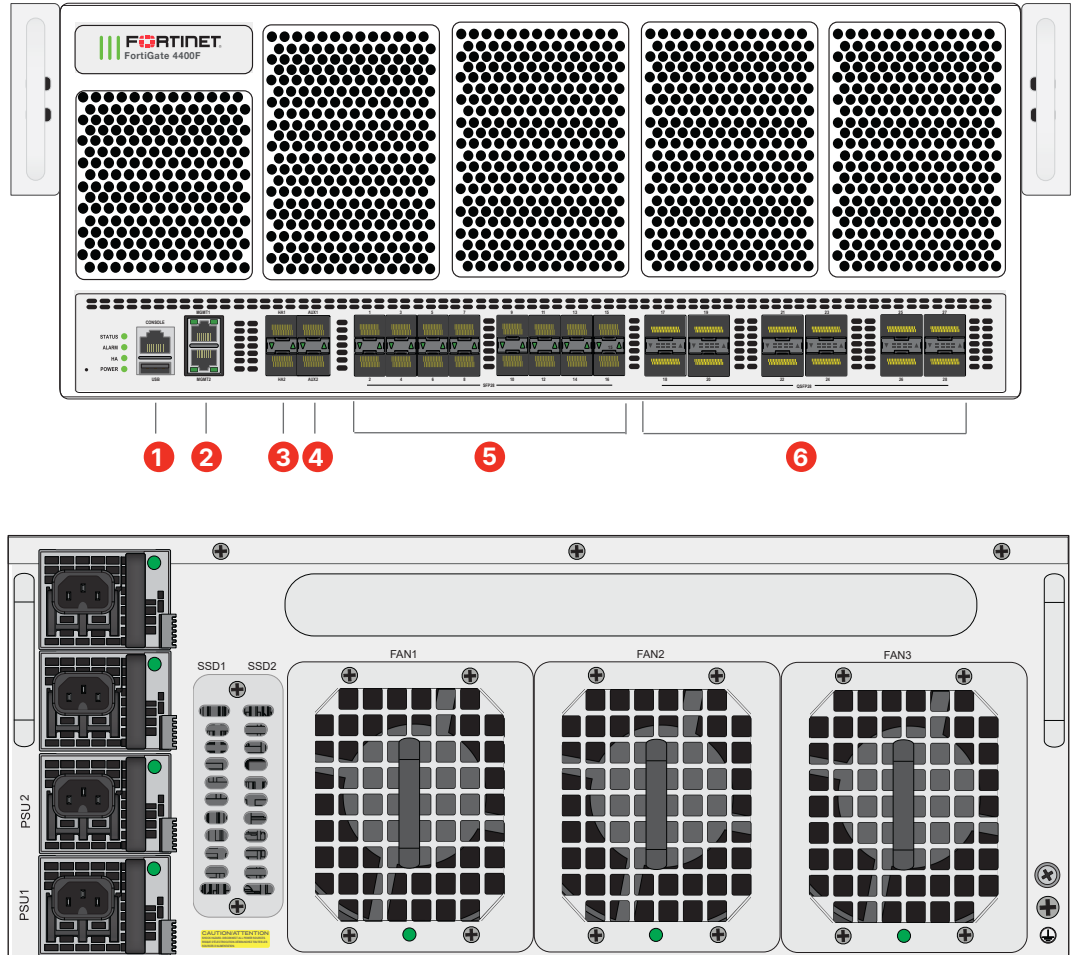 FORTINET
FortiGate 4400F
STATUS
ALARM
HA
POWER
CONSOLE
USB
MGMT1
MGMT2
HA1
AUX1
HA2
AUX2
1 3 5 7 9 11 13 15 17 19 21 23 25 27
2 4 6 8 10 12 14 16 18 20 22 24 26 28
SFP28
QSFP28
1 2 3 4 5 6
SSD1 SSD2
FAN1
FAN2
FAN3
PSU 2
PSU1
CAUTION/ATTENTION